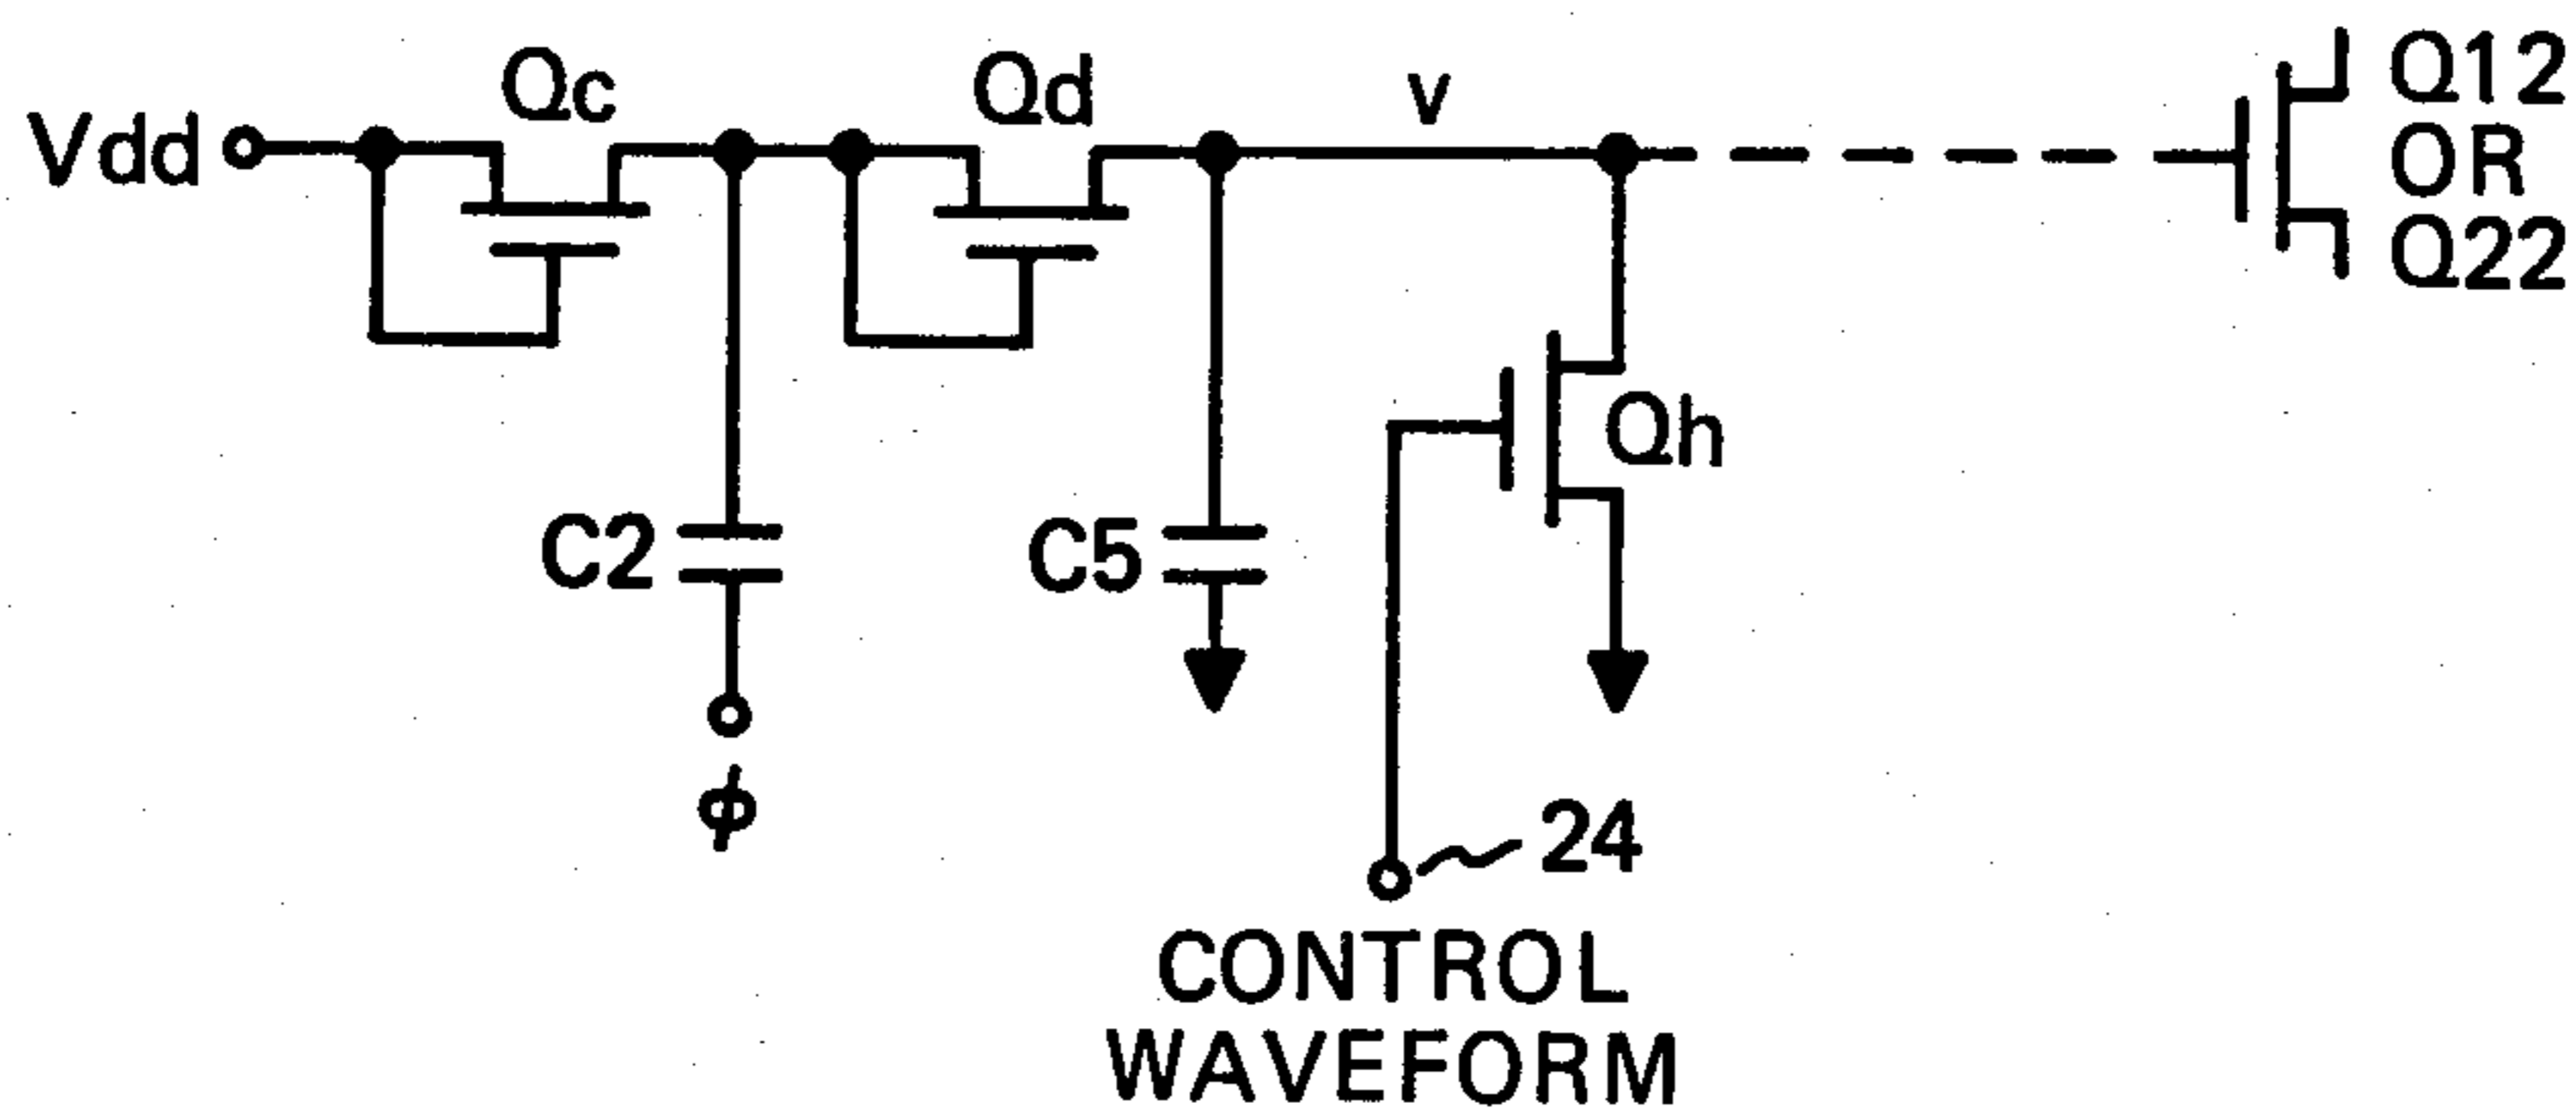 Vdd
Qc
Qd
v
Q12
OR
Q22
Qh
C2
C5
ϕ
24
CONTROL
WAVEFORM